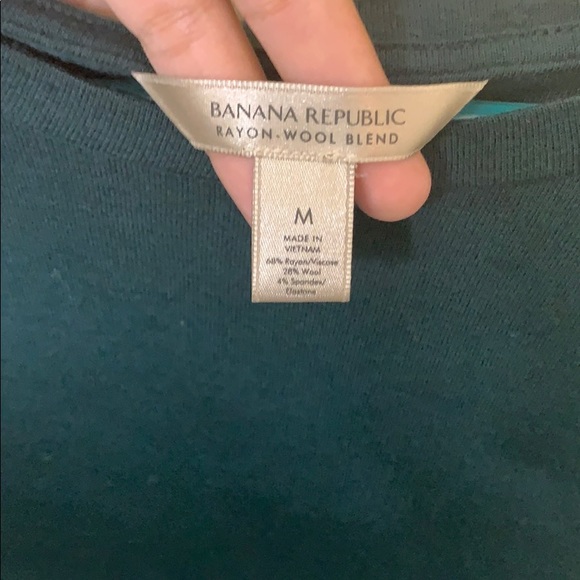 BANANA REPUBLIC
RAYON-WOOL BLEND
M
MADE IN
VIETNAM
68% Rayon/Viscose
28% Wool
4% Spandex/
Elastane